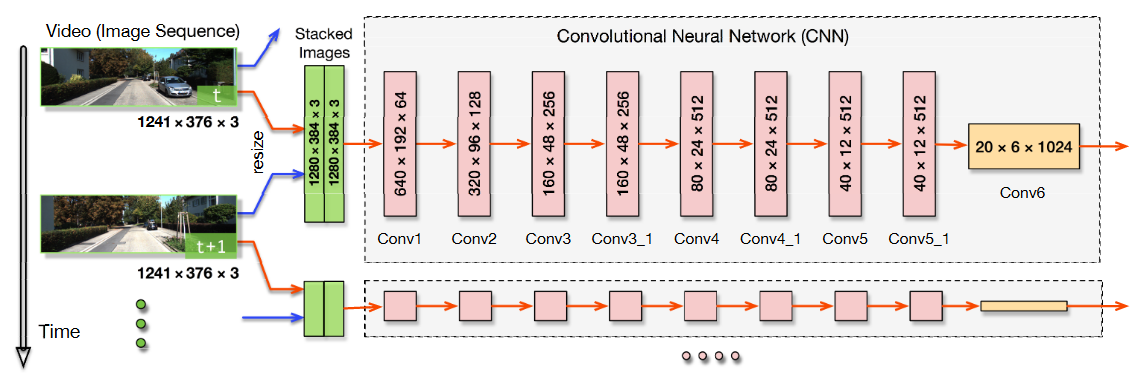 Video (Image Sequence)
Stacked
Images
Convolutional Neural Network (CNN)
t
1241 × 376 × 3
resize
1280 × 384 × 3
1280 × 384 × 3
640 × 192 × 64
320 × 96 × 128
160 × 48 × 256
160 × 48 × 256
80 × 24 × 512
80 × 24 × 512
40 × 12 × 512
40 × 12 × 512
20 × 6 × 1024
Conv1
Conv2
Conv3
Conv3_1
Conv4
Conv4_1
Conv5
Conv5_1
Conv6
t+1
1241 × 376 × 3
Time